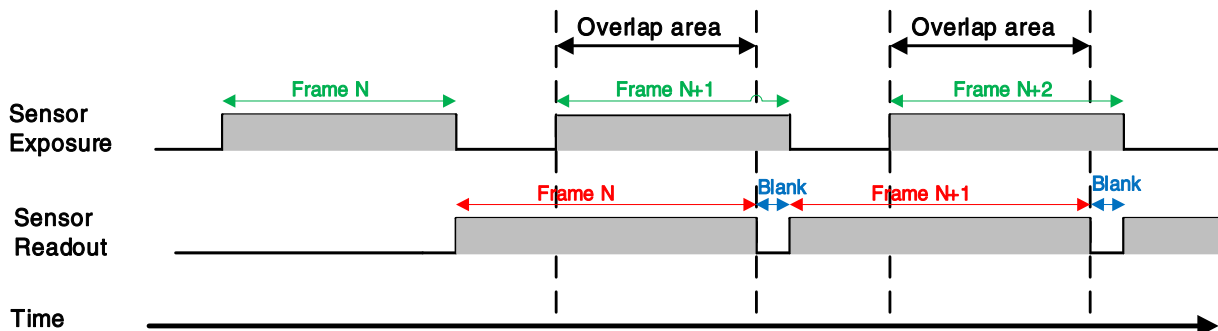 Overlap area Overlap area
Frame N Frame N+1 Frame N+2
Sensor
Exposure
Frame N Blank Frame N+1 Blank
Sensor
Readout
Time